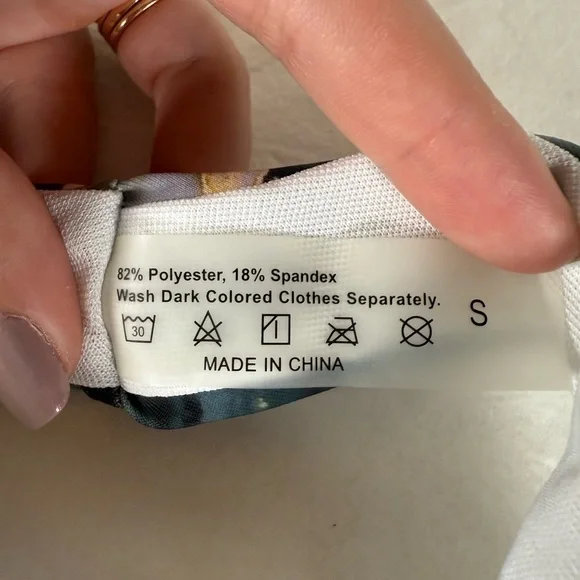 82% Polyester, 18% Spandex
Wash Dark Colored Clothes Separately.
S
30
MADE IN CHINA